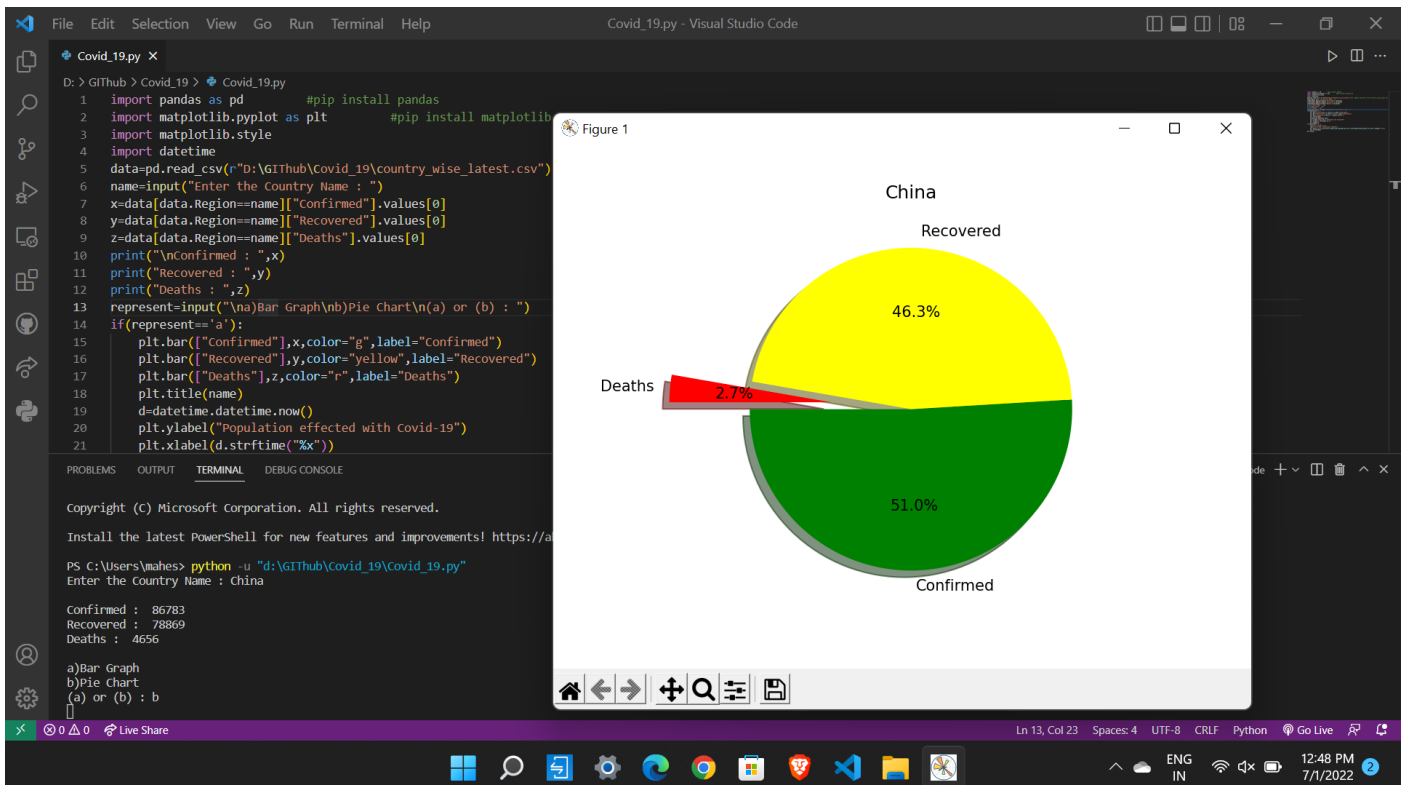 File Edit Selection View Go Run Terminal Help
Covid_19.py - Visual Studio Code
Covid_19.py
D: > GIThub > Covid_19 > Covid_19.py
1 import pandas as pd #pip install pandas
2 import matplotlib.pyplot as plt #pip install matplotlib
3 import matplotlib.style
4 import datetime
5 data=pd.read_csv(r"D:\GIThub\Covid_19\country_wise_latest.csv")
6 name=input("Enter the Country Name : ")
7 x=data[data.Region==name]["Confirmed"].values[0]
8 y=data[data.Region==name]["Recovered"].values[0]
9 z=data[data.Region==name]["Deaths"].values[0]
10 print("\nConfirmed : ",x)
11 print("Recovered : ",y)
12 print("Deaths : ",z)
13 represent=input("\na)Bar Graph\nb)Pie Chart\n(a) or (b) : ")
14 if(represent=='a'):
15 plt.bar(["Confirmed"],x,color="g",label="Confirmed")
16 plt.bar(["Recovered"],y,color="yellow",label="Recovered")
17 plt.bar(["Deaths"],z,color="r",label="Deaths")
18 plt.title(name)
19 d=datetime.datetime.now()
20 plt.ylabel("Population effected with Covid-19")
21 plt.xlabel(d.strftime("%x"))
PROBLEMS OUTPUT TERMINAL DEBUG CONSOLE
Copyright (C) Microsoft Corporation. All rights reserved.
Install the latest PowerShell for new features and improvements! https://a
PS C:\Users\mahes> python -u "d:\GIThub\Covid_19\Covid_19.py"
Enter the Country Name : China
Confirmed : 86783
Recovered : 78869
Deaths : 4656
a)Bar Graph
b)Pie Chart
(a) or (b) : b
Figure 1
China
Recovered
46.3%
Deaths
2.7%
51.0%
Confirmed
0 0 Live Share
Ln 13, Col 23 Spaces: 4 UTF-8 CRLF Python Go Live
ENG
IN
12:48 PM
7/1/2022
2